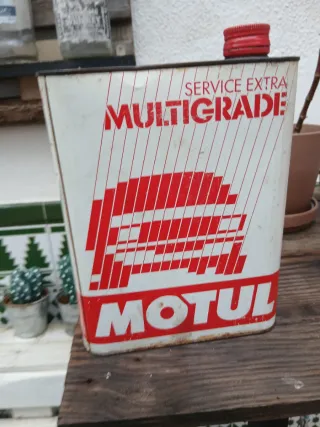 SERVICE EXTRA
MULTIGRADE
MOTUL